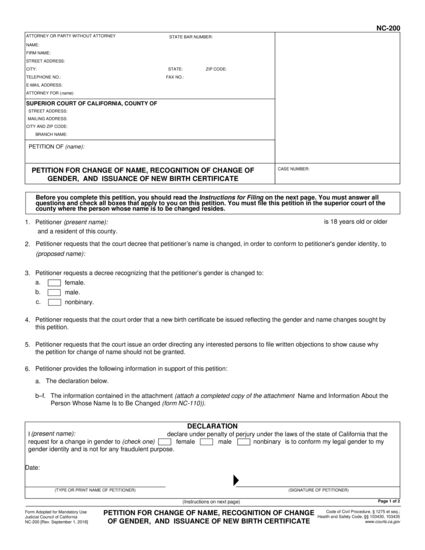 NC-200
ATTORNEY OR PARTY WITHOUT ATTORNEY STATE BAR NUMBER:
NAME:
FIRM NAME:
STREET ADDRESS:
CITY: STATE: ZIP CODE:
TELEPHONE NO.: FAX NO.:
E-MAIL ADDRESS:
ATTORNEY FOR (name):
SUPERIOR COURT OF CALIFORNIA, COUNTY OF
STREET ADDRESS:
MAILING ADDRESS:
CITY AND ZIP CODE:
BRANCH NAME:
PETITION OF (name):
PETITION FOR CHANGE OF NAME, RECOGNITION OF CHANGE OF
GENDER, AND ISSUANCE OF NEW BIRTH CERTIFICATE
CASE NUMBER:
Before you complete this petition, you should read the Instructions for Filing on the next page. You must answer all
questions and check all boxes that apply to you on this petition. You must file this petition in the superior court of the
county where the person whose name is to be changed resides.
1. Petitioner (present name): is 18 years old or older
and a resident of this county.
2. Petitioner requests that the court decree that petitioner's name is changed, in order to conform to petitioner's gender identity, to
(proposed name):
3. Petitioner requests a decree recognizing that the petitioner's gender is changed to:
a. female.
b. male.
c. nonbinary.
4. Petitioner requests that the court order that a new birth certificate be issued reflecting the gender and name changes sought by
this petition.
5. Petitioner requests that the court issue an order directing any interested persons to file written objections to show cause why
the petition for change of name should not be granted.
6. Petitioner provides the following information in support of this petition:
a. The declaration below.
b–f. The information contained in the attachment (attach a completed copy of the attachment Name and Information About the
Person Whose Name Is to Be Changed (form NC-110)).
DECLARATION
I (present name): declare under penalty of perjury under the laws of the state of California that the
request for a change in gender to (check one) female male nonbinary is to conform my legal gender to my
gender identity and is not for any fraudulent purpose.
Date:
(TYPE OR PRINT NAME OF PETITIONER) (SIGNATURE OF PETITIONER)
(Instructions on next page) Page 1 of 2
Form Adopted for Mandatory Use
Judicial Council of California
NC-200 [Rev. September 1, 2018]
PETITION FOR CHANGE OF NAME, RECOGNITION OF CHANGE
OF GENDER, AND ISSUANCE OF NEW BIRTH CERTIFICATE
Code of Civil Procedure, § 1275 et seq.;
Health and Safety Code, §§ 103430, 103435
www.courts.ca.gov